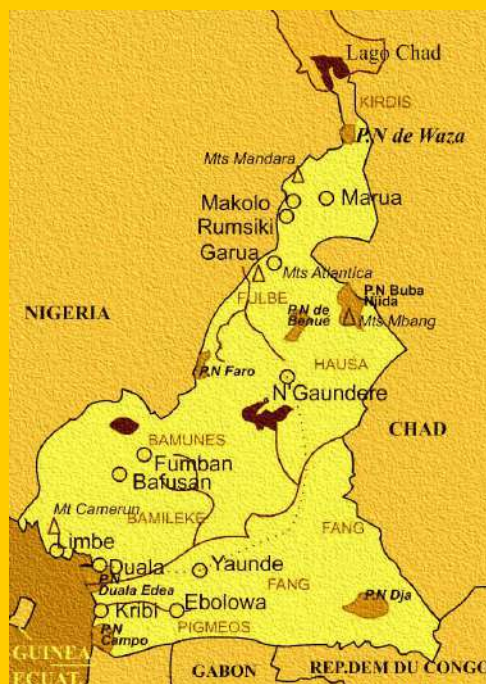 Lago Chad
KIRDIS
P.N de Waza
Mts Mandara
Makolo
Marua
Rumsiki
Garua
Mts Atlantica
P.N Buba
Njida
FULBE
NIGERIA
P.N de
Benué
Mts Mbang
P.N Faro
HAUSA
N'Gaundere
CHAD
BAMUNES
Fumban
Bafusan
Mt Camerun
BAMILEKE
FANG
Limbe
Duala
Yaunde
P.N
Duala Edea
FANG
P.N Dja
Kribi
Ebolowa
P.N
Campo
PIGMEOS
GUINEA
ECUAT.
GABON
REP.DEM DU CONGO